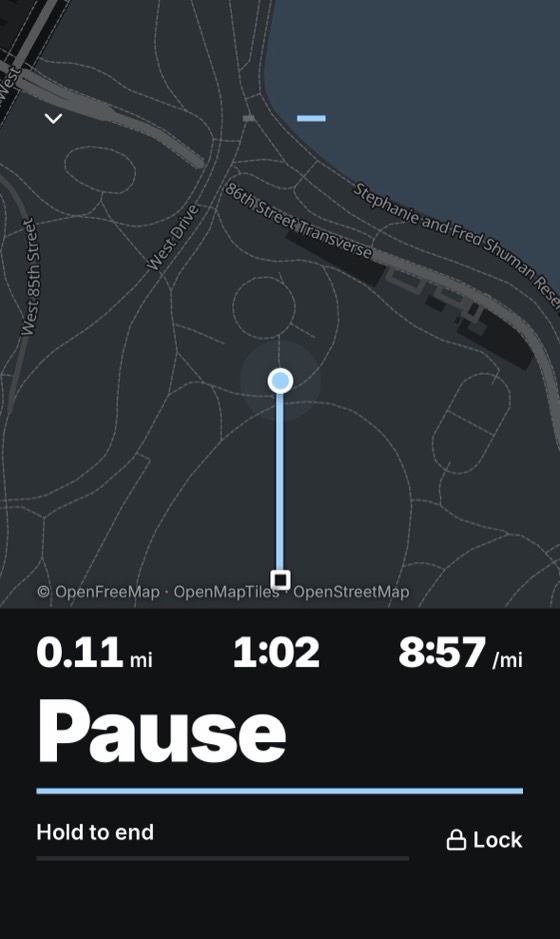 West
86th Street Transverse
Stephanie and Fred Shuman Reser
West Drive
West 85th Street
© OpenFreeMap · OpenMapTiles · OpenStreetMap
0.11 mi 1:02 8:57 /mi
Pause
Hold to end
Lock